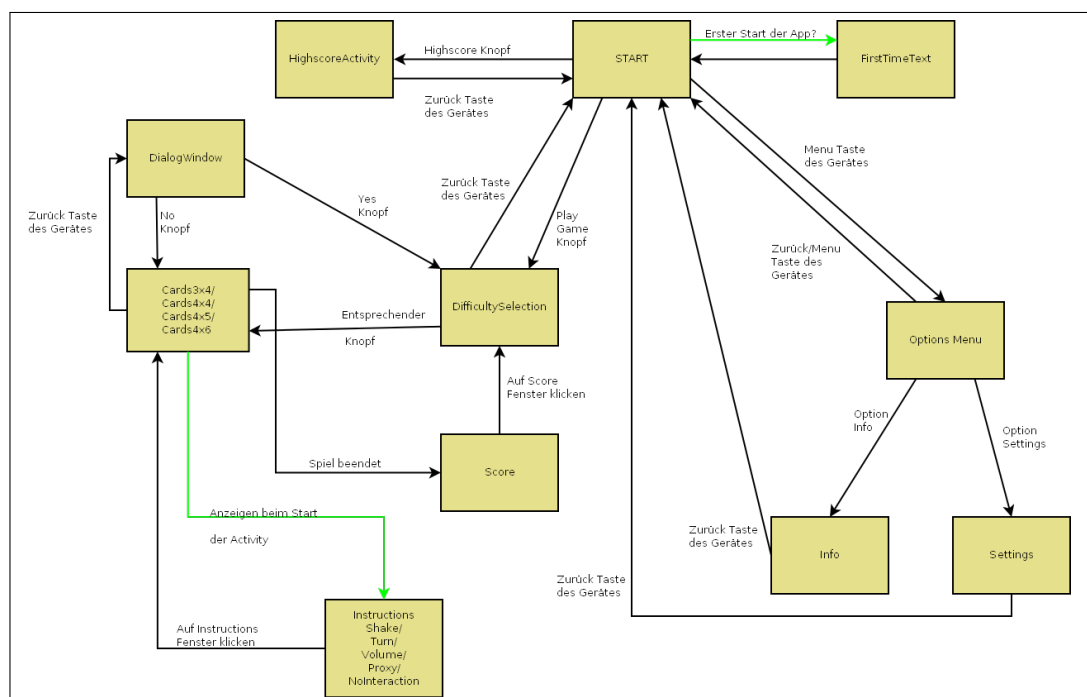 Erster Start der App?
Highscore Knopf
HighscoreActivity
START
FirstTimeText
Zurück Taste
des Gerätes
DialogWindow
Menu Taste
des Gerätes
Zurück Taste
des Gerätes
Yes
Knopf
Zurück Taste
des Gerätes
No
Knopf
Play
Game
Knopf
Zurück/Menu
Taste des
Gerätes
Cards3x4/
Cards4x4/
Cards4x5/
Cards4x6
Entsprechender
Knopf
DifficultySelection
Options Menu
Auf Score
Fenster klicken
Option
Info
Option
Settings
Spiel beendet
Score
Anzeigen beim Start
der Activity
Zurück Taste
des Gerätes
Info
Settings
Zurück Taste
des Gerätes
Auf Instructions
Fenster klicken
Instructions
Shake/
Turn/
Volume/
Proxy/
NoInteraction